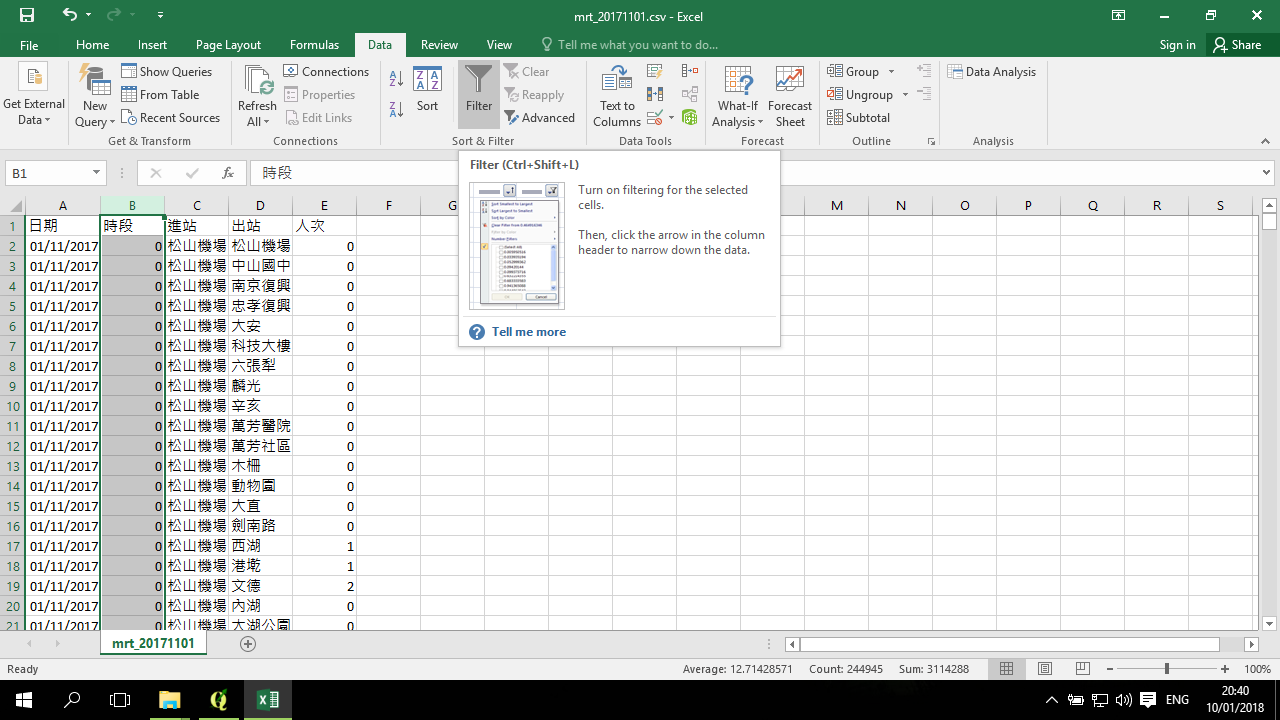 mrt_20171101.csv - Excel
File Home Insert Page Layout Formulas Data Review View Tell me what you want to do... Sign in Share
Get External Data
New Query
Show Queries
From Table
Recent Sources
Get & Transform
Refresh All
Connections
Properties
Edit Links
Connections
Sort
Filter
Clear
Reapply
Advanced
Sort & Filter
Text to Columns
Data Tools
What-If Analysis
Forecast Sheet
Forecast
Group
Ungroup
Subtotal
Outline
Data Analysis
Analysis
B1 fx 時段
Filter (Ctrl+Shift+L)
Turn on filtering for the selected
cells.
Then, click the arrow in the column
header to narrow down the data.
Tell me more
A B C D E F G M N O P Q R S
1 日期 時段 進站 出站 人次
2 01/11/2017 0 松山機場 松山機場 0
3 01/11/2017 0 松山機場 中山國中 0
4 01/11/2017 0 松山機場 南京復興 0
5 01/11/2017 0 松山機場 忠孝復興 0
6 01/11/2017 0 松山機場 大安 0
7 01/11/2017 0 松山機場 科技大樓 0
8 01/11/2017 0 松山機場 六張犁 0
9 01/11/2017 0 松山機場 麟光 0
10 01/11/2017 0 松山機場 辛亥 0
11 01/11/2017 0 松山機場 萬芳醫院 0
12 01/11/2017 0 松山機場 萬芳社區 0
13 01/11/2017 0 松山機場 木柵 0
14 01/11/2017 0 松山機場 動物園 0
15 01/11/2017 0 松山機場 大直 0
16 01/11/2017 0 松山機場 劍南路 0
17 01/11/2017 0 松山機場 西湖 1
18 01/11/2017 0 松山機場 港墘 1
19 01/11/2017 0 松山機場 文德 2
20 01/11/2017 0 松山機場 內湖 0
21 01/11/2017 0 松山機場 大湖公園 0
mrt_20171101
Ready Average: 12.71428571 Count: 244945 Sum: 3114288 100%
ENG 20:40
10/01/2018